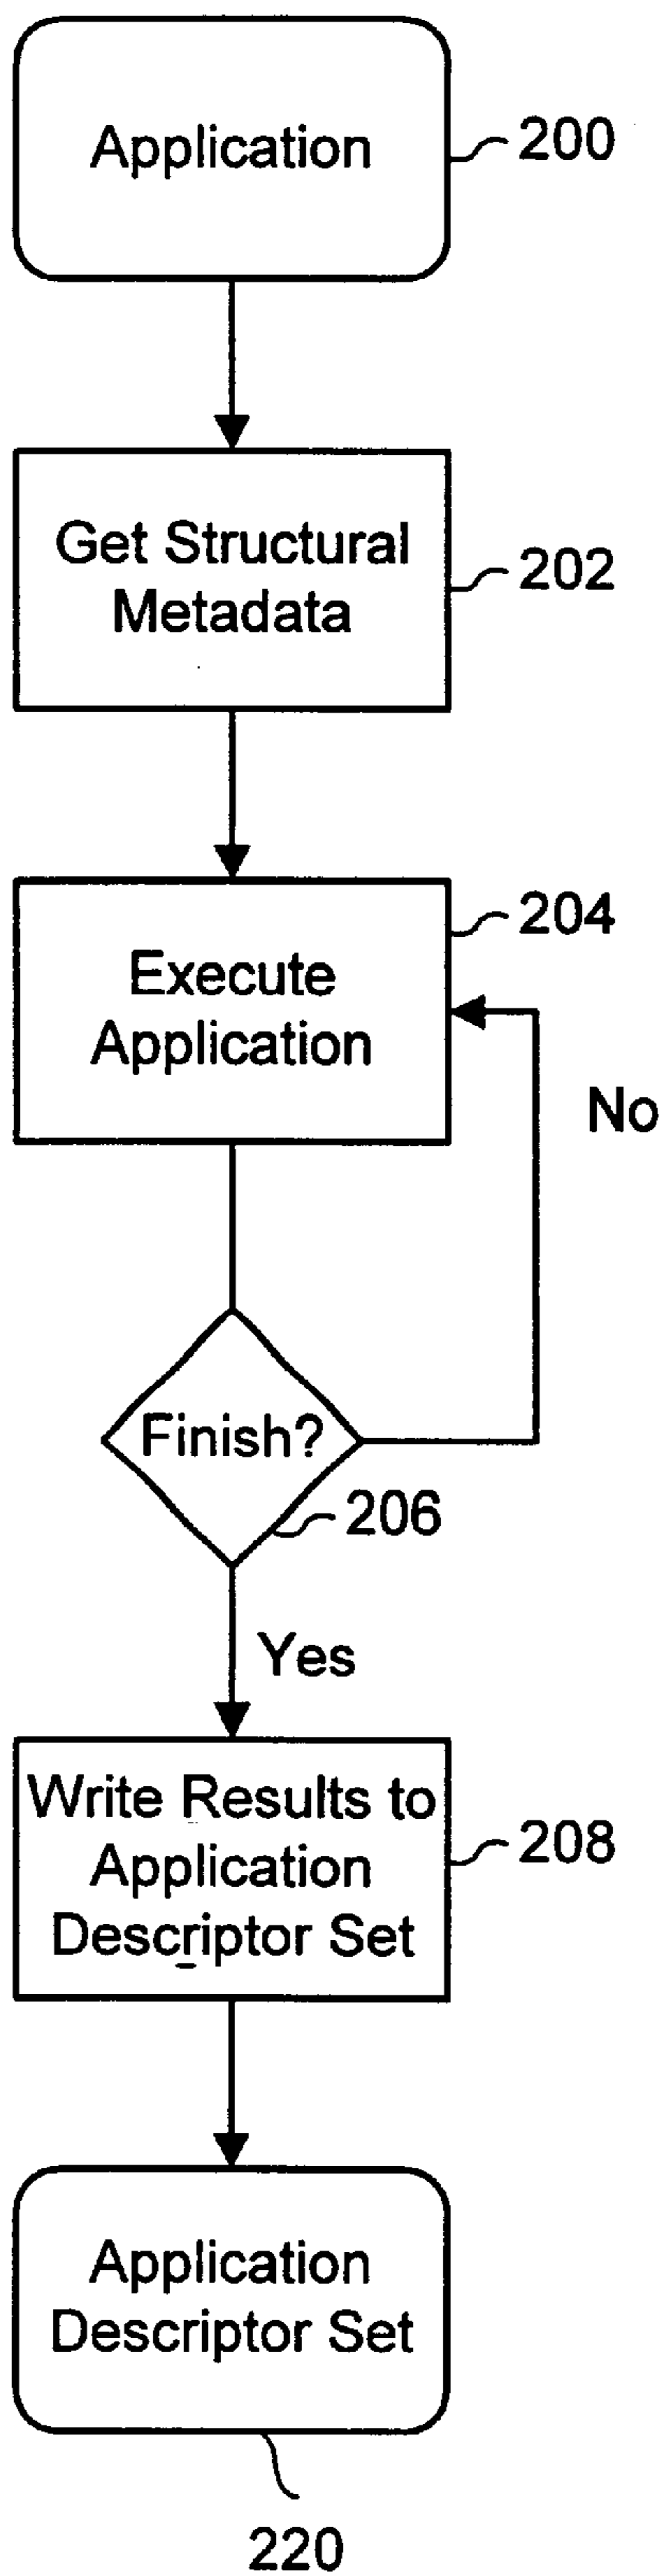 Application
200
Get Structural
Metadata
202
204
Execute
Application
No
Finish?
206
Yes
Write Results to
Application
Descriptor Set
208
Application
Descriptor Set
220